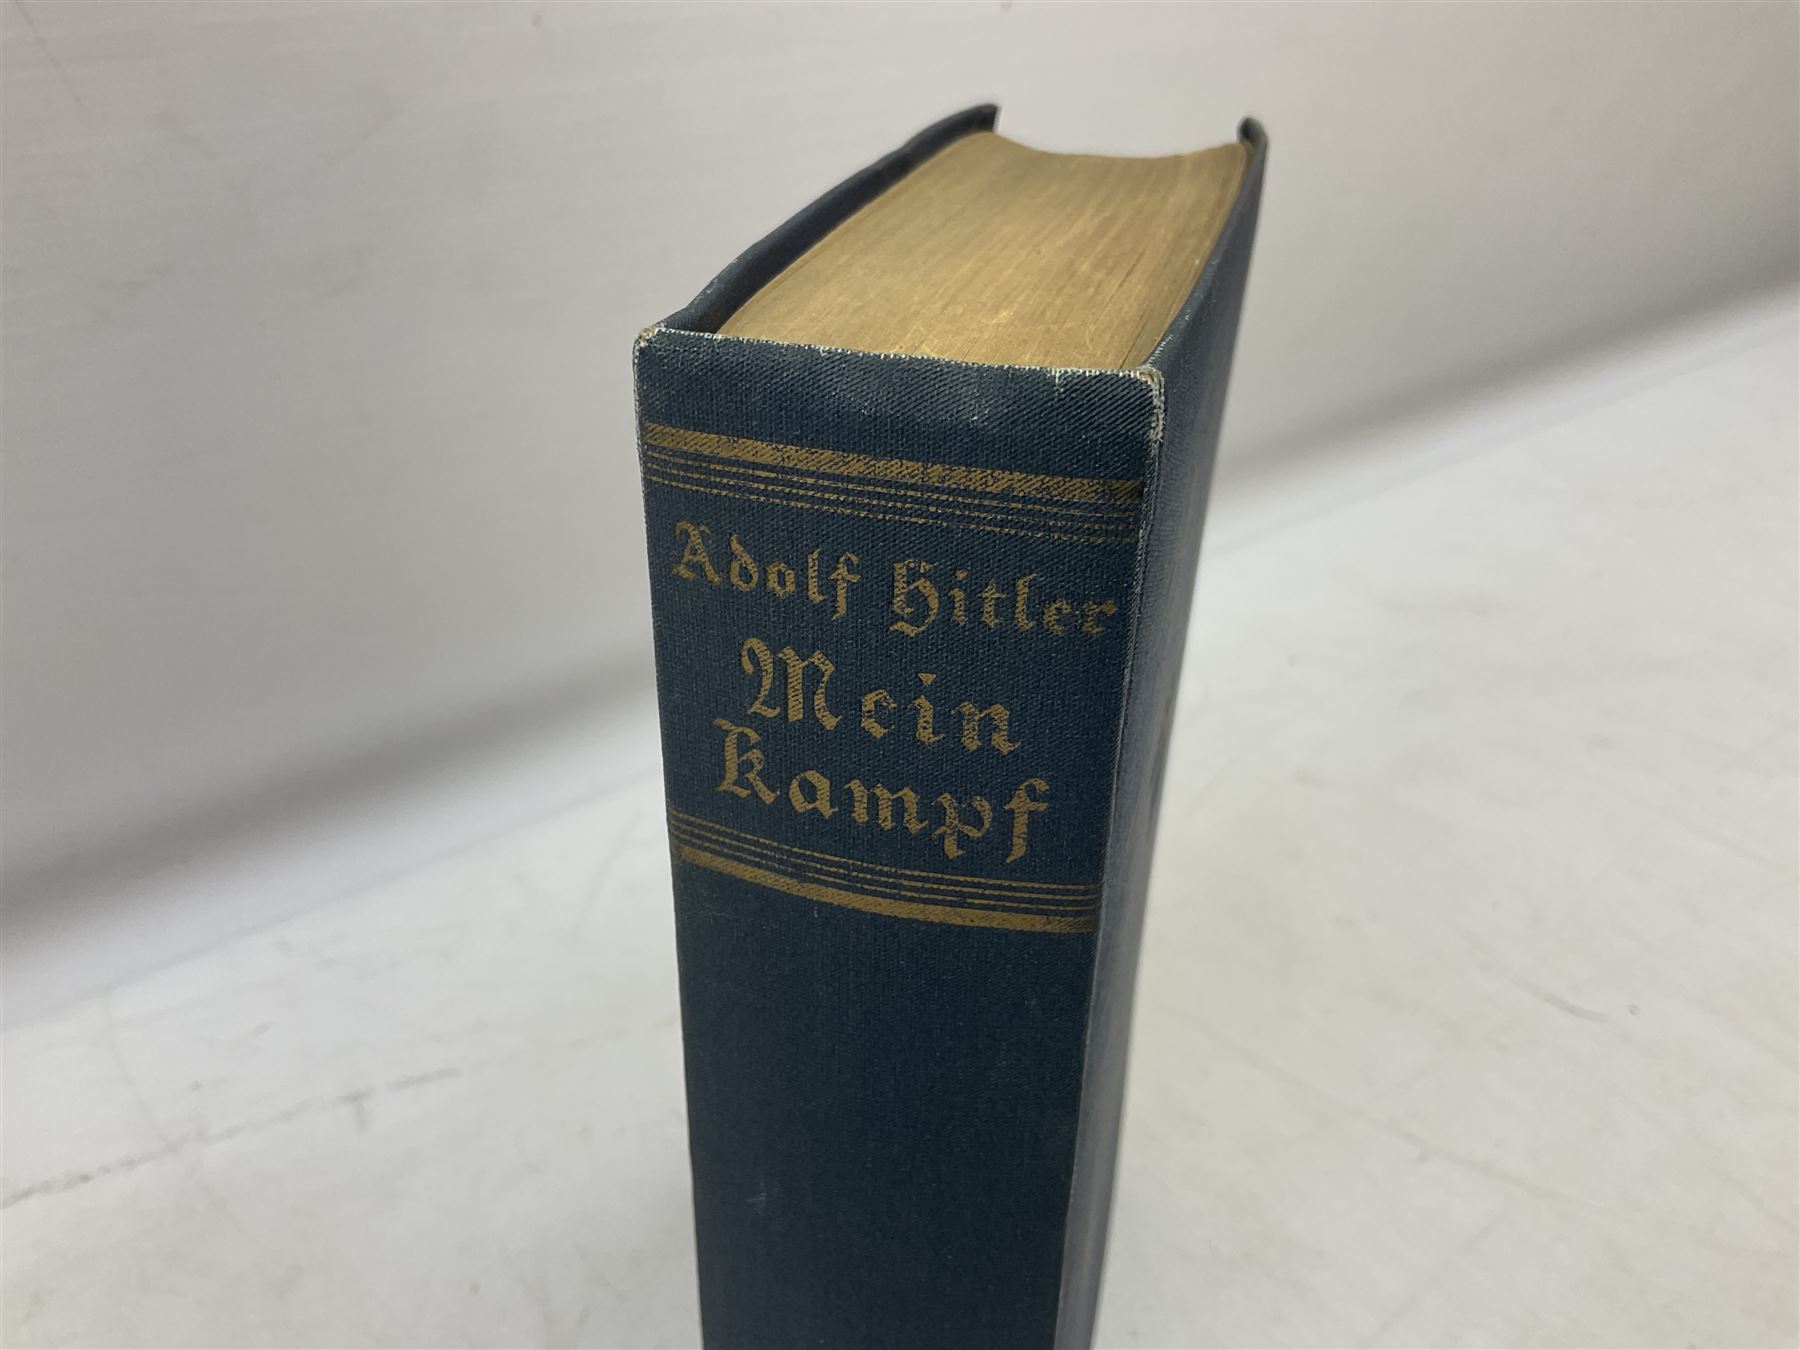 Adolf Hitler
Mein
Kampf